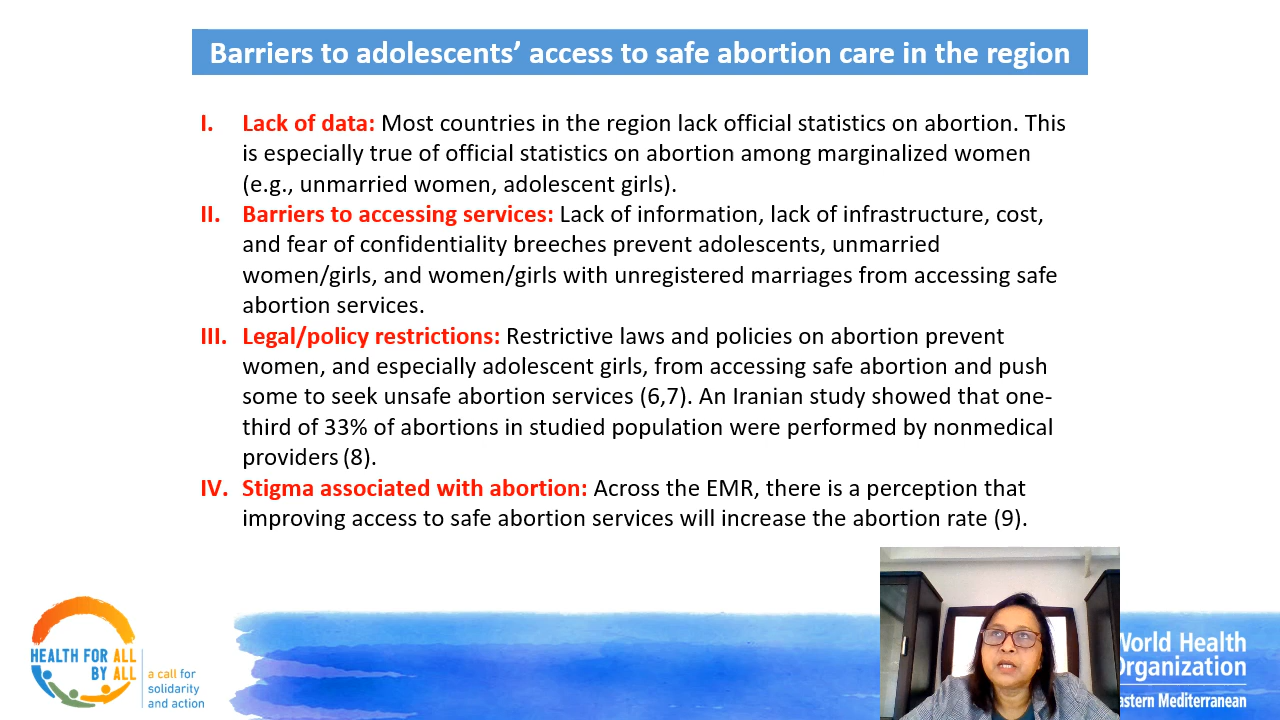 Barriers to adolescents’ access to safe abortion care in the region
I. Lack of data: Most countries in the region lack official statistics on abortion. This
is especially true of official statistics on abortion among marginalized women
(e.g., unmarried women, adolescent girls).
II. Barriers to accessing services: Lack of information, lack of infrastructure, cost,
and fear of confidentiality breeches prevent adolescents, unmarried
women/girls, and women/girls with unregistered marriages from accessing safe
abortion services.
III. Legal/policy restrictions: Restrictive laws and policies on abortion prevent
women, and especially adolescent girls, from accessing safe abortion and push
some to seek unsafe abortion services (6,7). An Iranian study showed that one-
third of 33% of abortions in studied population were performed by nonmedical
providers (8).
IV. Stigma associated with abortion: Across the EMR, there is a perception that
improving access to safe abortion services will increase the abortion rate (9).
HEALTH FOR ALL
BY ALL
a call for
solidarity
and action
World Health
Organization
astern Mediterranean